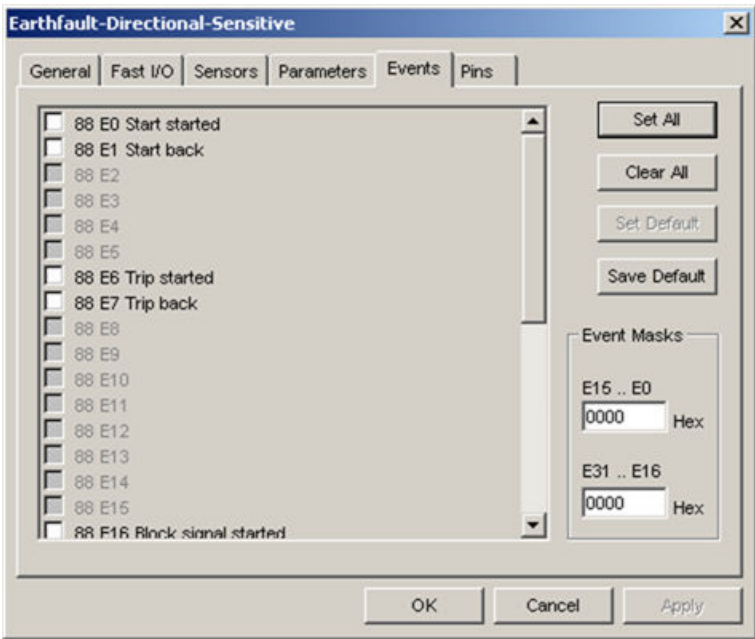 Earthfault-Directional-Sensitive
General Fast I/O Sensors Parameters Events Pins
88 E0 Start started
88 E1 Start back
88 E2
88 E3
88 E4
88 E5
88 E6 Trip started
88 E7 Trip back
88 E8
88 E9
88 E10
88 E11
88 E12
88 E13
88 E14
88 E15
88 E16 Block signal started
Set All
Clear All
Set Default
Save Default
Event Masks
E15 .. E0
0000 Hex
E31 .. E16
0000 Hex
OK Cancel Apply